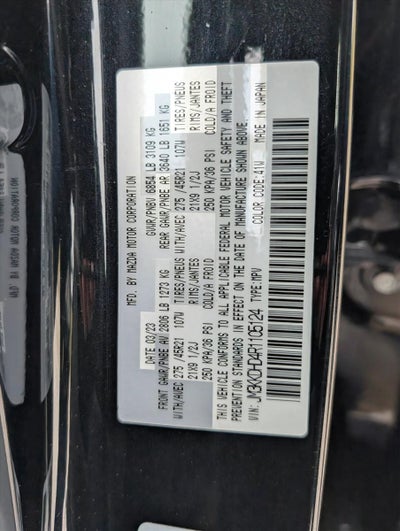 MFD. BY MAZDA MOTOR CORPORATION
DATE 03/23 GVWR/PNBV 6854 LB 3109 KG
FRONT GAWR/PNBE AV 2806 LB 1273 KG REAR GAWR/PNBE AR 3640 LB 1651 KG
WITH/AVEC 275 /45R21 107W TIRES/PNEUS WITH/AVEC 275 /45R21 107W TIRES/PNEUS
21X9 1/2J RIMS/JANTES 21X9 1/2J RIMS/JANTES
250 KPA/36 PSI COLD/A FROID 250 KPA/36 PSI COLD/A FROID
THIS VEHICLE CONFORMS TO ALL APPLICABLE FEDERAL MOTOR VEHICLE SAFETY AND THEFT
PREVENTION STANDARDS IN EFFECT ON THE DATE OF MANUFACTURE SHOWN ABOVE.
VIN: JM3KKCHD4R1105124 TYPE: MPV COLOR CODE: 41W MADE IN JAPAN